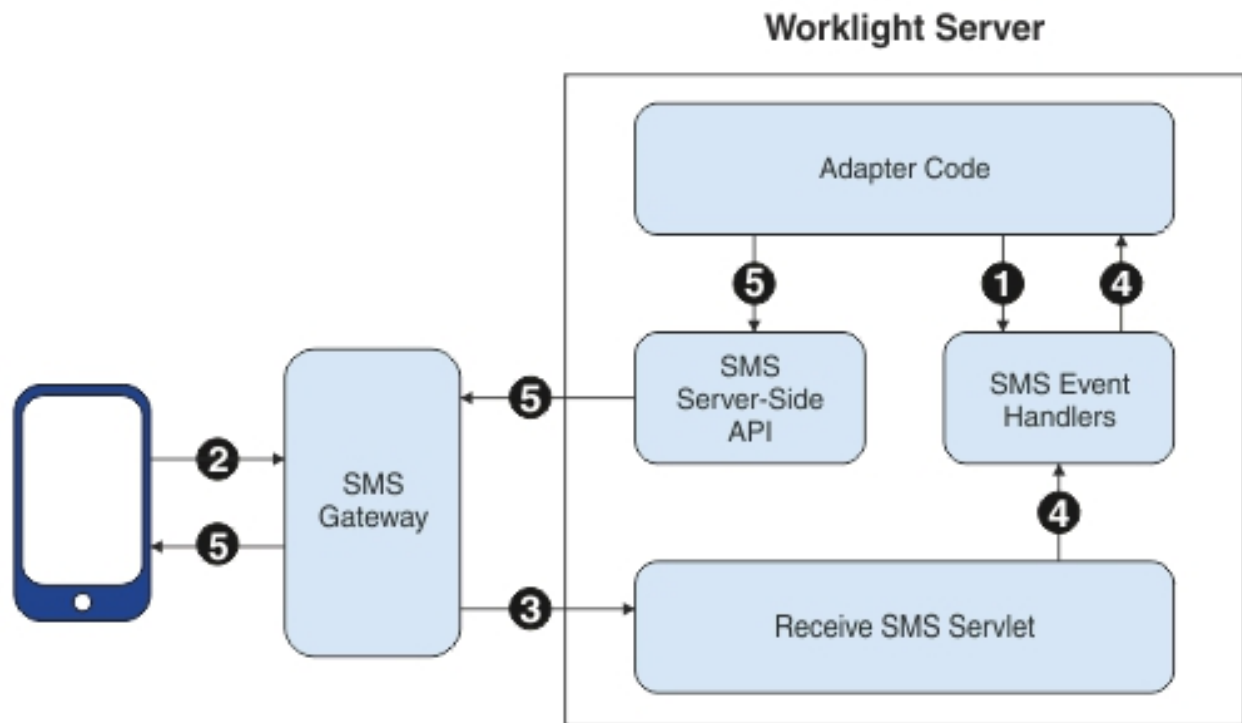 Worklight Server
Adapter Code
5
1
4
SMS
Server-Side
API
SMS Event
Handlers
5
2
SMS
Gateway
5
4
3
Receive SMS Servlet